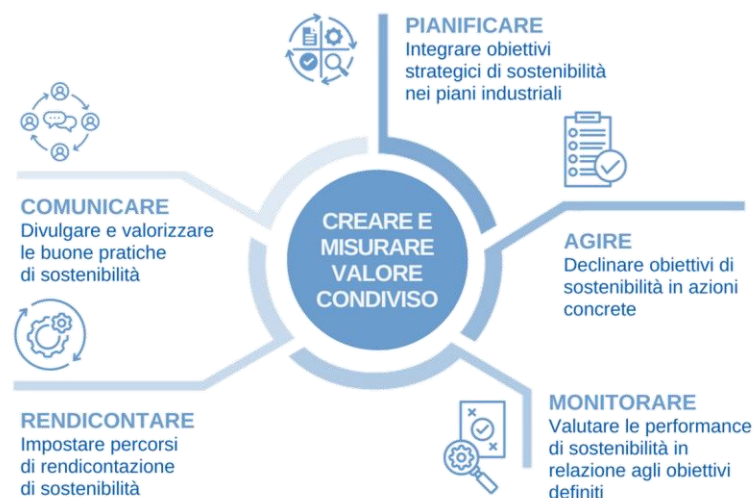 PIANIFICARE
Integrare obiettivi
strategici di sostenibilità
nei piani industriali
AGIRE
Declinare obiettivi di
sostenibilità in azioni
concrete
MONITORARE
Valutare le performance
di sostenibilità in
relazione agli obiettivi
definiti
RENDICONTARE
Impostare percorsi
di rendicontazione
di sostenibilità
COMUNICARE
Divulgare e valorizzare
le buone pratiche
di sostenibilità
CREARE E
MISURARE
VALORE
CONDIVISO